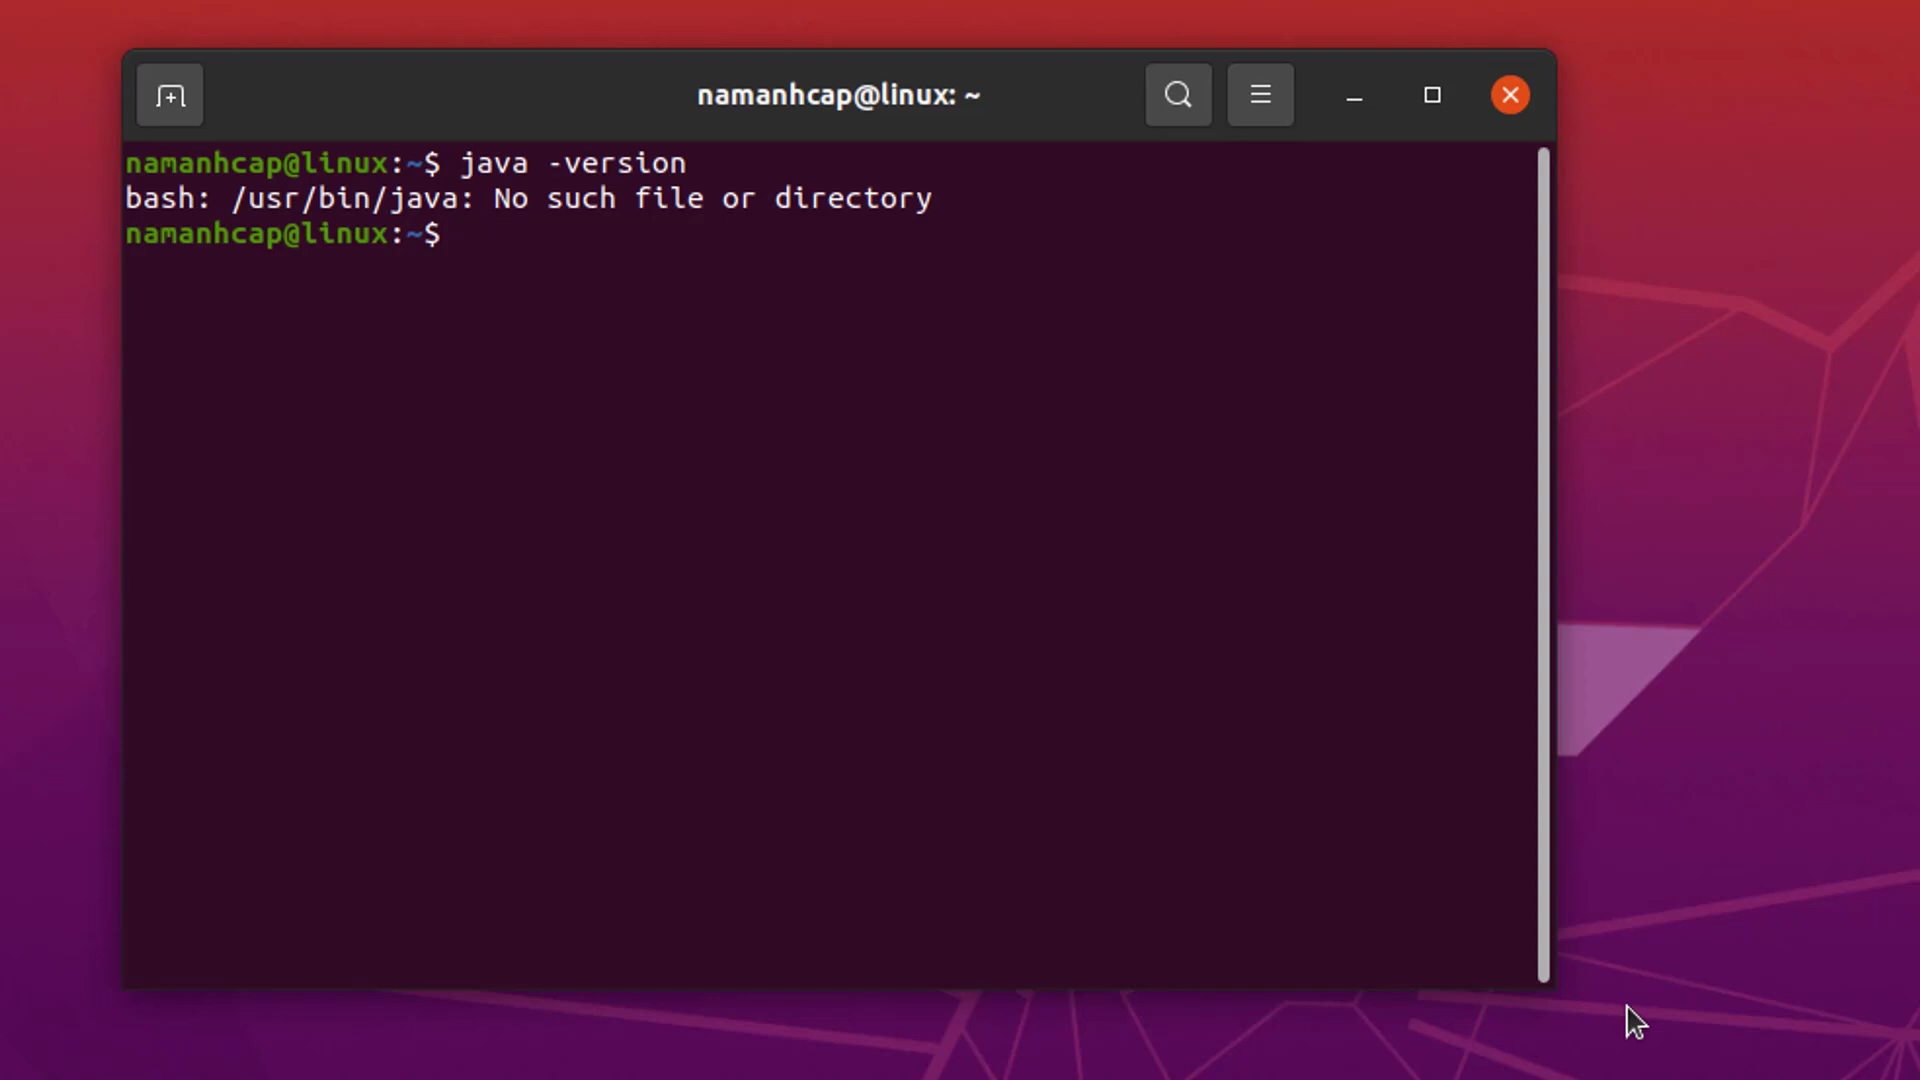 namanhcap@linux: ~
namanhcap@linux:~$ java -version
bash: /usr/bin/java: No such file or directory
namanhcap@linux:~$